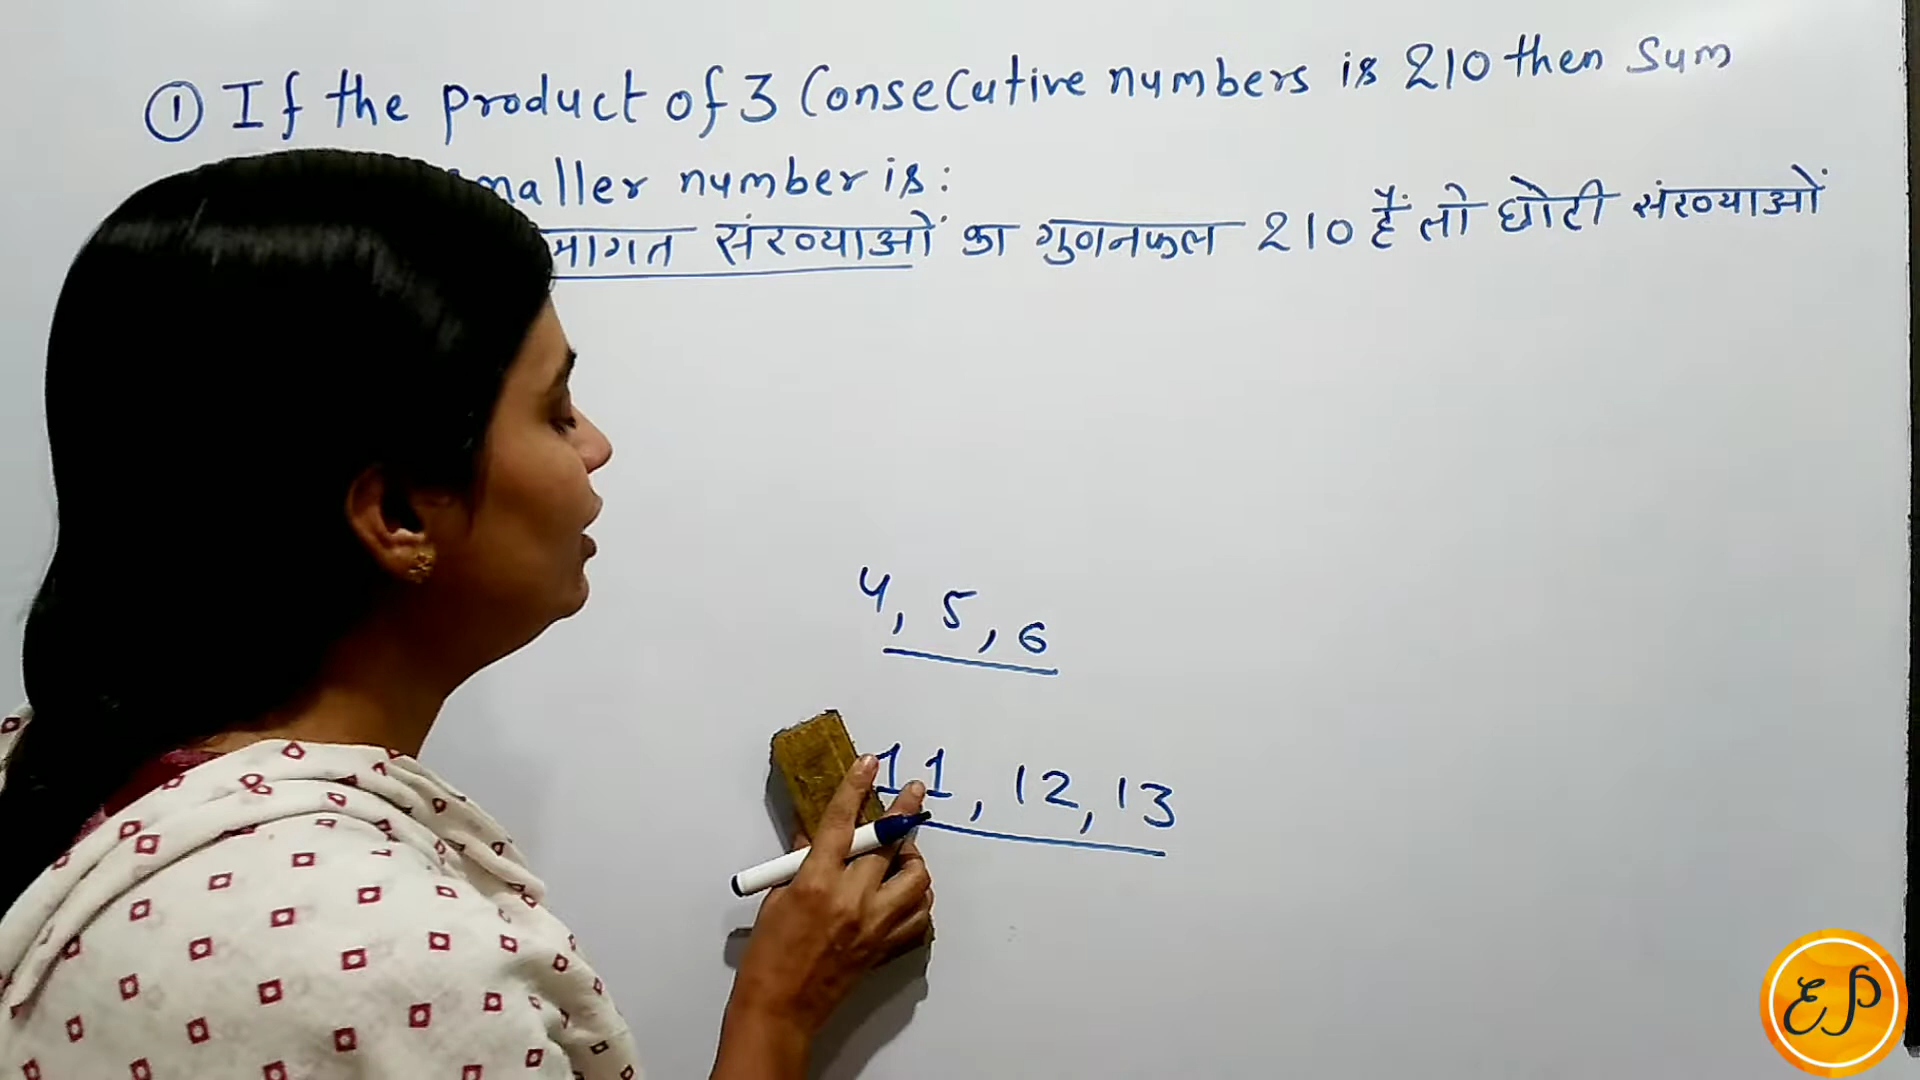 ① If the product of 3 Consecutive numbers is 210 then Sum
smaller number is:
मागत संख्याओं का गुणनफल 210 हैं तो छोटी संख्याओं
4, 5, 6
11, 12, 13
EP